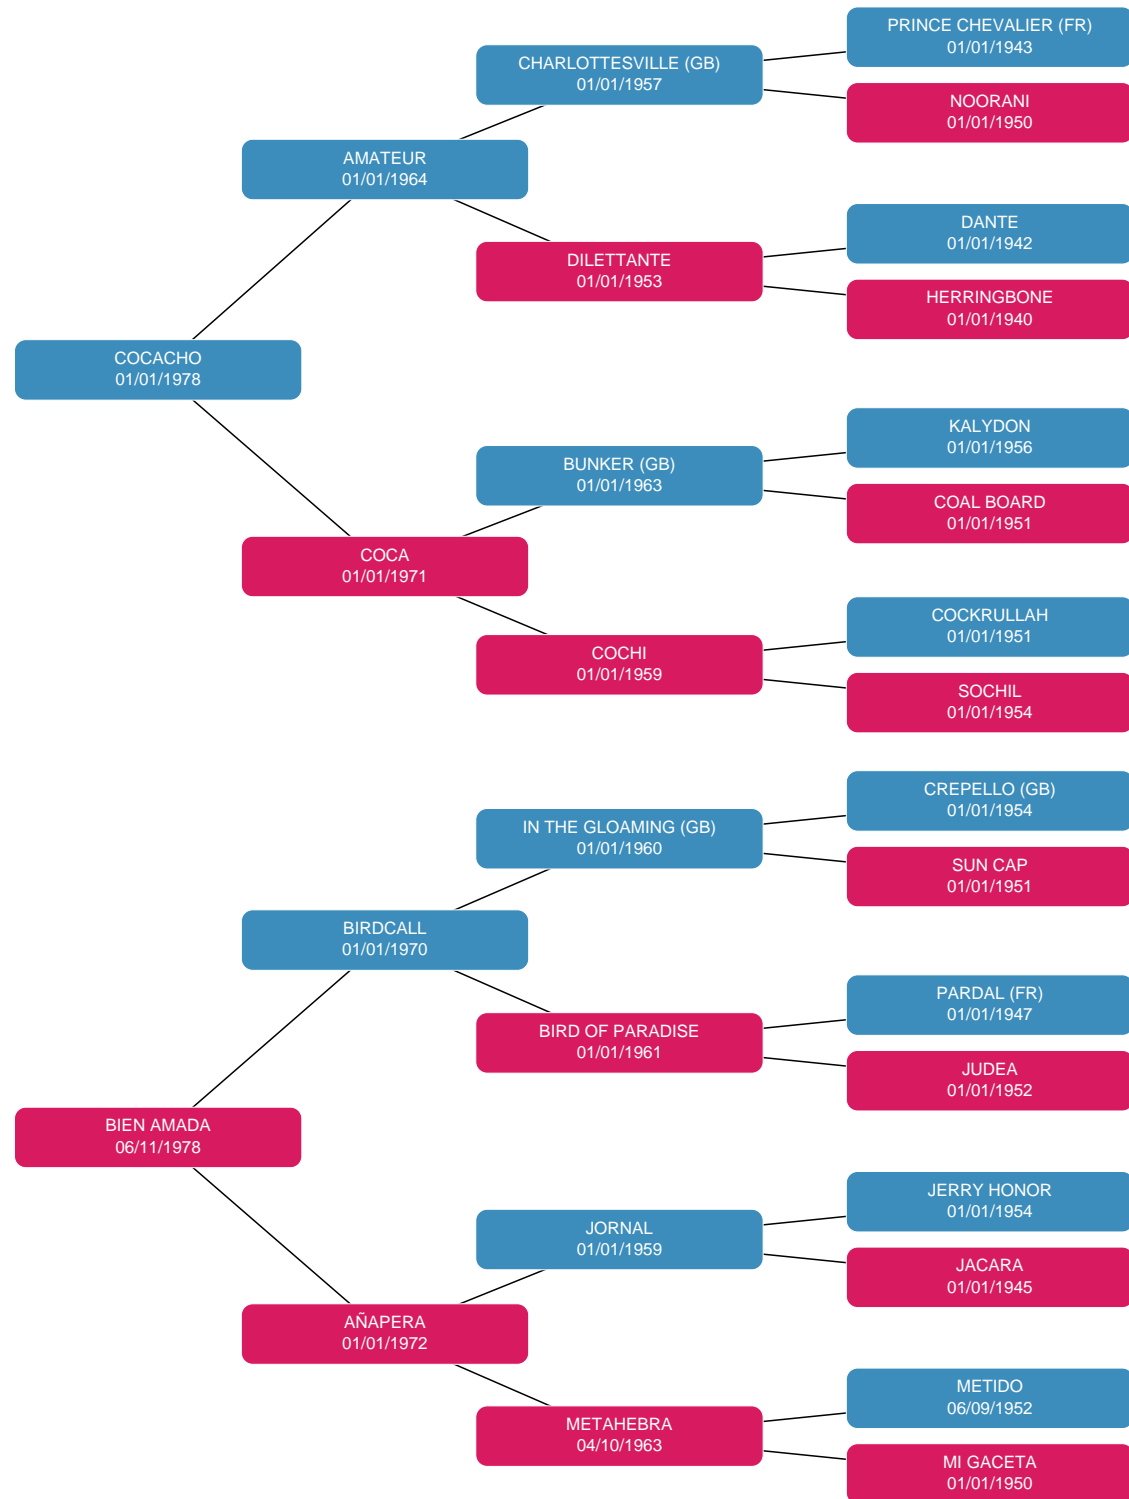 PRINCE CHEVALIER (FR)
01/01/1943
CHARLOTTESVILLE (GB)
01/01/1957
NOORANI
01/01/1950
AMATEUR
01/01/1964
DANTE
01/01/1942
DILETTANTE
01/01/1953
HERRINGBONE
01/01/1940
COCACHO
01/01/1978
KALYDON
01/01/1956
BUNKER (GB)
01/01/1963
COAL BOARD
01/01/1951
COCA
01/01/1971
COCKRULLAH
01/01/1951
COCHI
01/01/1959
SOCHIL
01/01/1954
CREPELLO (GB)
01/01/1954
IN THE GLOAMING (GB)
01/01/1960
SUN CAP
01/01/1951
BIRDCALL
01/01/1970
PARDAL (FR)
01/01/1947
BIRD OF PARADISE
01/01/1961
JUDEA
01/01/1952
BIEN AMADA
06/11/1978
JERRY HONOR
01/01/1954
JORNAL
01/01/1959
JACARA
01/01/1945
AÑAPERA
01/01/1972
METIDO
06/09/1952
METAHEBRA
04/10/1963
MI GACETA
01/01/1950